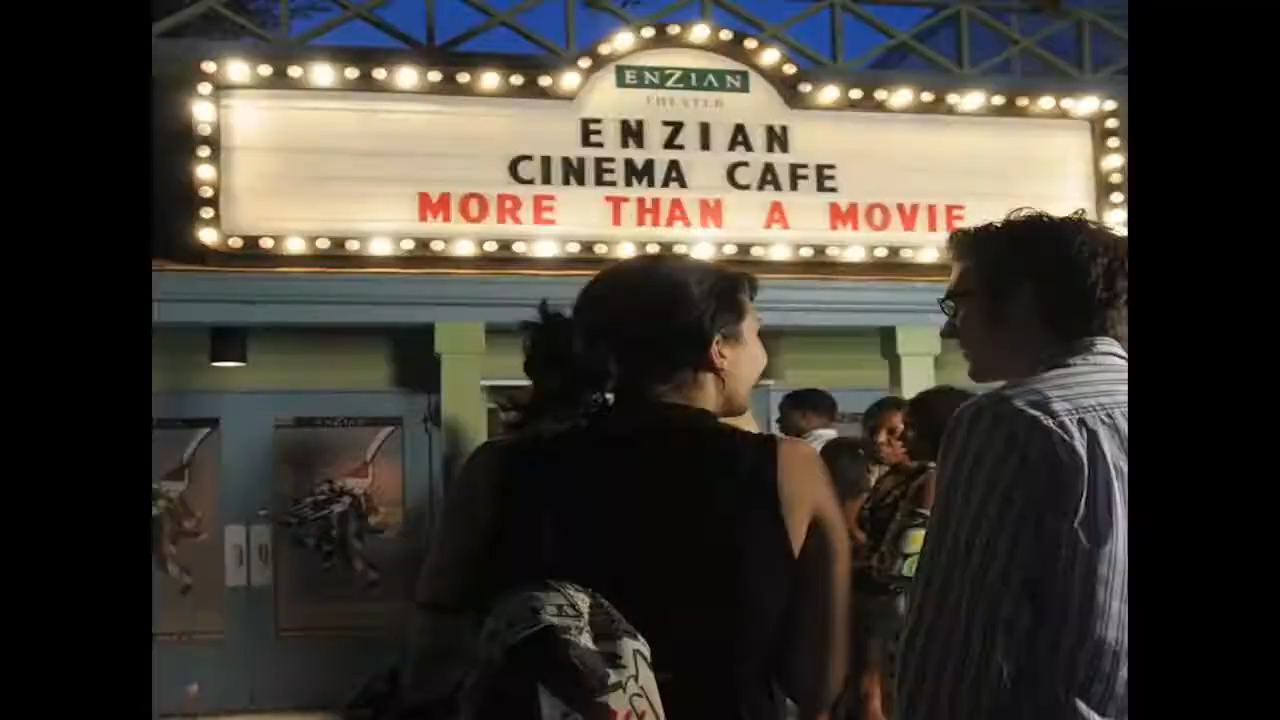 ENZIAN
THEATER
ENZIAN
CINEMA CAFE
MORE THAN A MOVIE